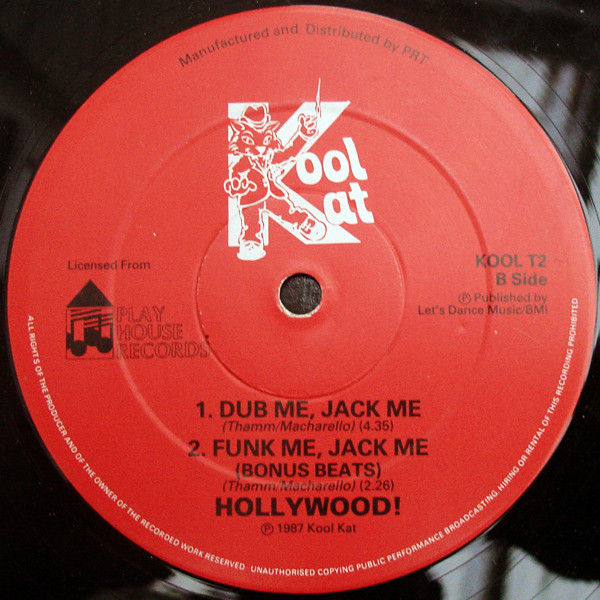 Manufactured and Distributed by PRT
Kool
Kat
Licensed From
PLAY
HOUSE
RECORDS
KOOL T2
B Side
Ⓟ Published by
Let's Dance Music/BMI
1. DUB ME, JACK ME
(Thamm/Macharello) (4.35)
2. FUNK ME, JACK ME
(BONUS BEATS)
(Thamm/Macharello) (2.26)
HOLLYWOOD!
Ⓟ 1987 Kool Kat
ALL RIGHTS OF THE PRODUCER AND OF THE OWNER OF THE RECORDED WORK RESERVED · UNAUTHORISED COPYING PUBLIC PERFORMANCE BROADCASTING, HIRING OR RENTAL OF THIS RECORDING PROHIBITED